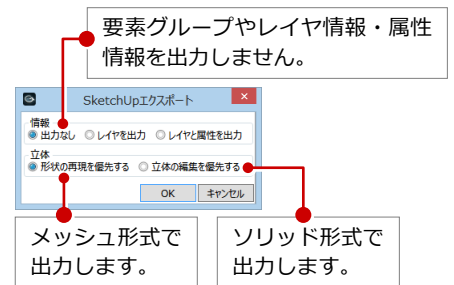 要素グループやレイヤ情報・属性
情報を出力しません。
SketchUpエクスポート
情報
出力なし レイヤを出力 レイヤと属性を出力
立体
形状の再現を優先する 立体の編集を優先する
OK キャンセル
メッシュ形式で
出力します。
ソリッド形式で
出力します。